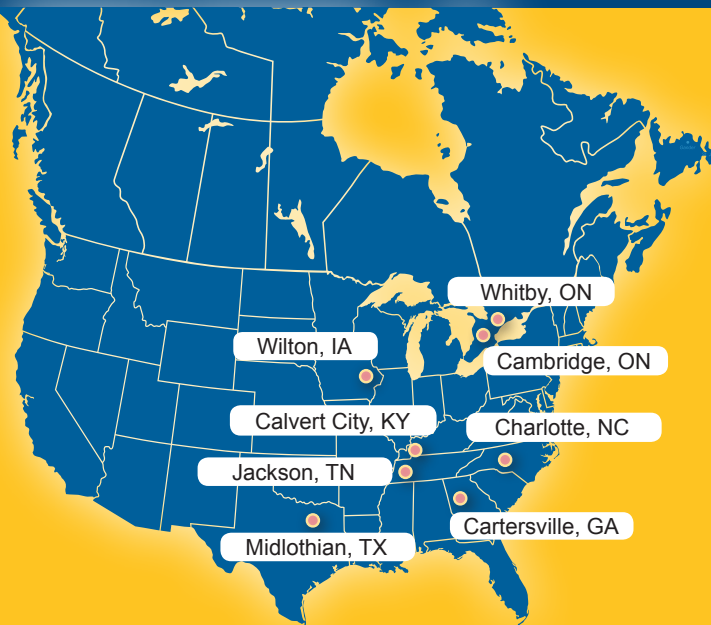 Whitby, ON
Wilton, IA
Cambridge, ON
Calvert City, KY
Charlotte, NC
Jackson, TN
Cartersville, GA
Midlothian, TX